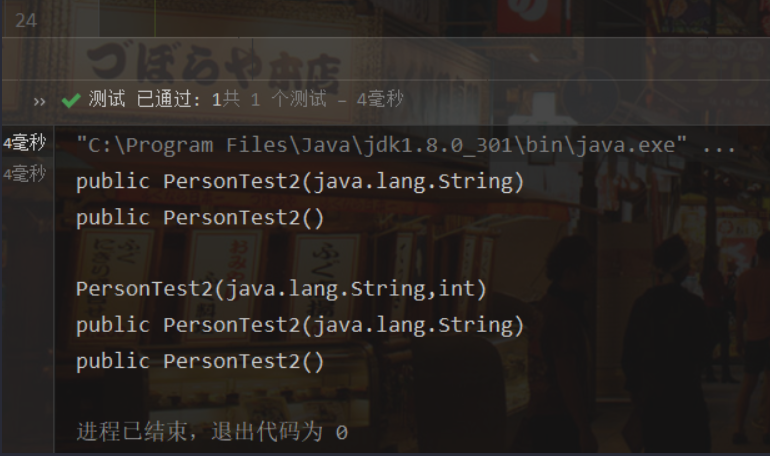 24
づぼらや本店
测试 已通过: 1共 1 个测试 – 4毫秒
4毫秒 "C:\Program Files\Java\jdk1.8.0_301\bin\java.exe" ...
4毫秒 public PersonTest2(java.lang.String)
public PersonTest2()
PersonTest2(java.lang.String,int)
public PersonTest2(java.lang.String)
public PersonTest2()
进程已结束，退出代码为 0